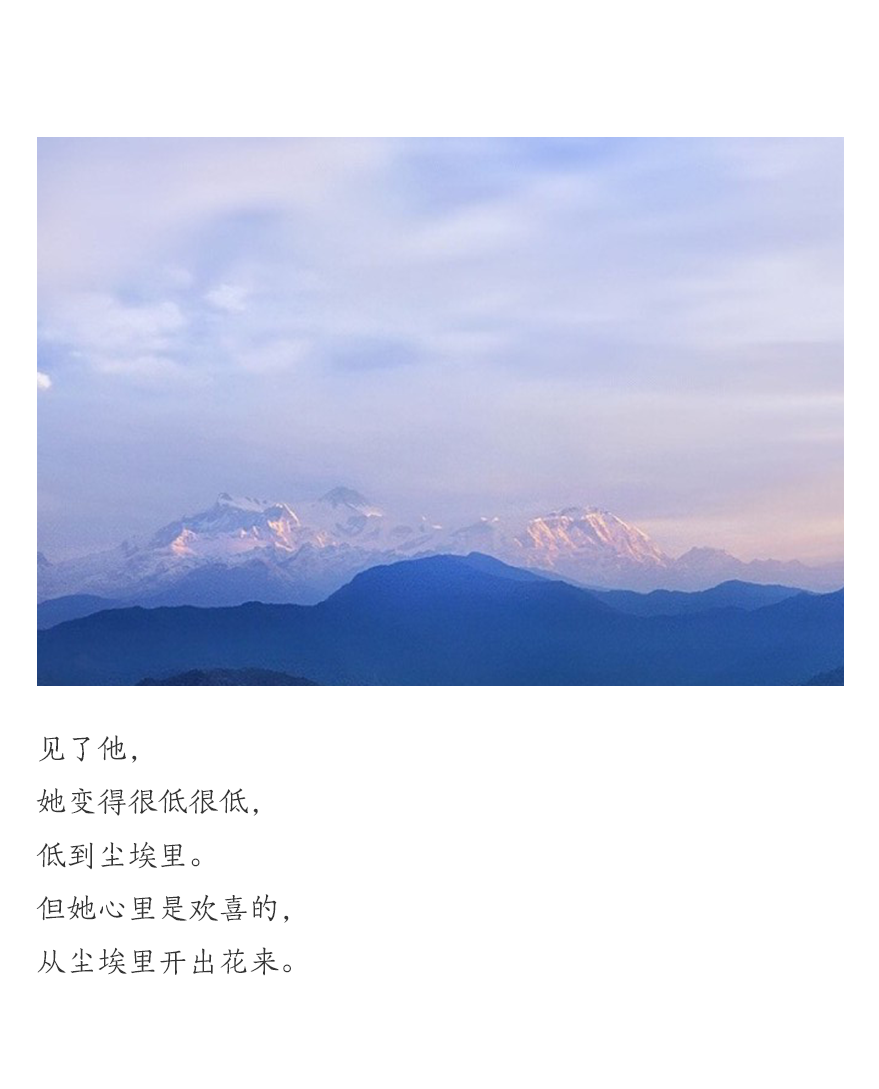 见了他，
她变得很低很低，
低到尘埃里。
但她心里是欢喜的，
从尘埃里开出花来。